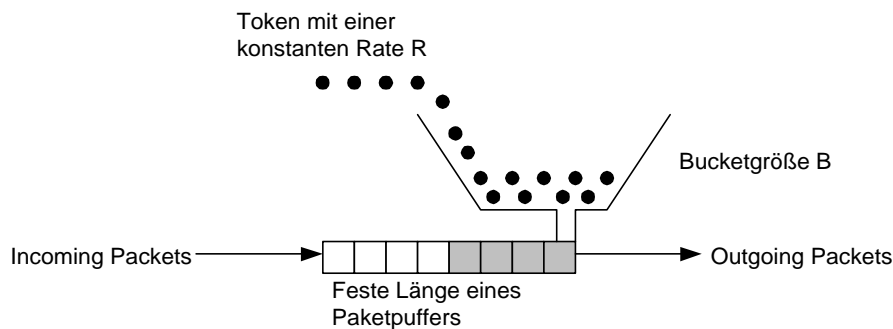 Token mit einer
konstanten Rate R
Bucketgröße B
Incoming Packets
Outgoing Packets
Feste Länge eines
Paketpuffers